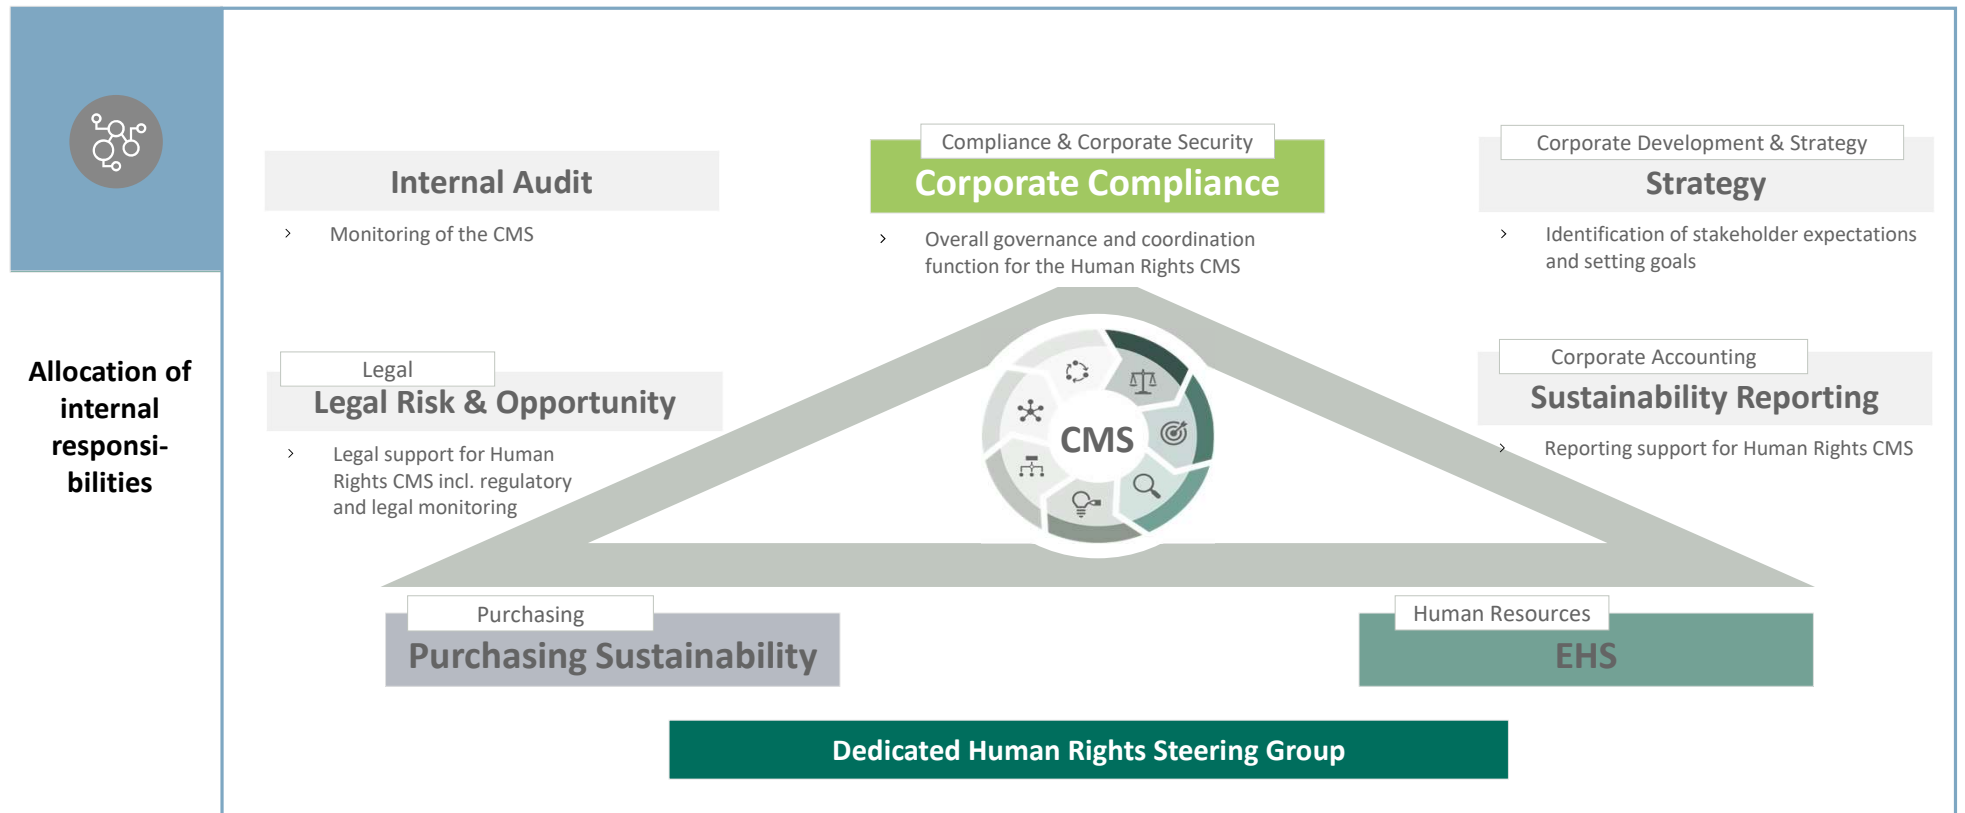 Allocation of
internal
responsi-
bilities
Internal Audit
› Monitoring of the CMS
Compliance & Corporate Security
Corporate Compliance
› Overall governance and coordination
function for the Human Rights CMS
Corporate Development & Strategy
Strategy
› Identification of stakeholder expectations
and setting goals
Legal
Legal Risk & Opportunity
› Legal support for Human
Rights CMS incl. regulatory
and legal monitoring
CMS
Corporate Accounting
Sustainability Reporting
› Reporting support for Human Rights CMS
Purchasing
Purchasing Sustainability
Human Resources
EHS
Dedicated Human Rights Steering Group